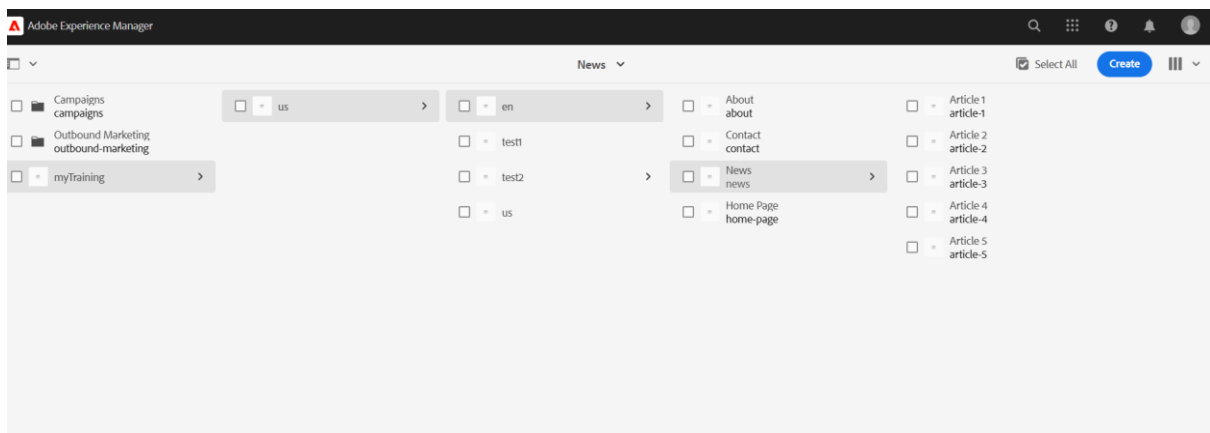 Adobe Experience Manager
News
Select All
Create
Campaigns
campaigns
Outbound Marketing
outbound-marketing
myTraining
us
en
test1
test2
us
About
about
Contact
contact
News
news
Home Page
home-page
Article 1
article-1
Article 2
article-2
Article 3
article-3
Article 4
article-4
Article 5
article-5